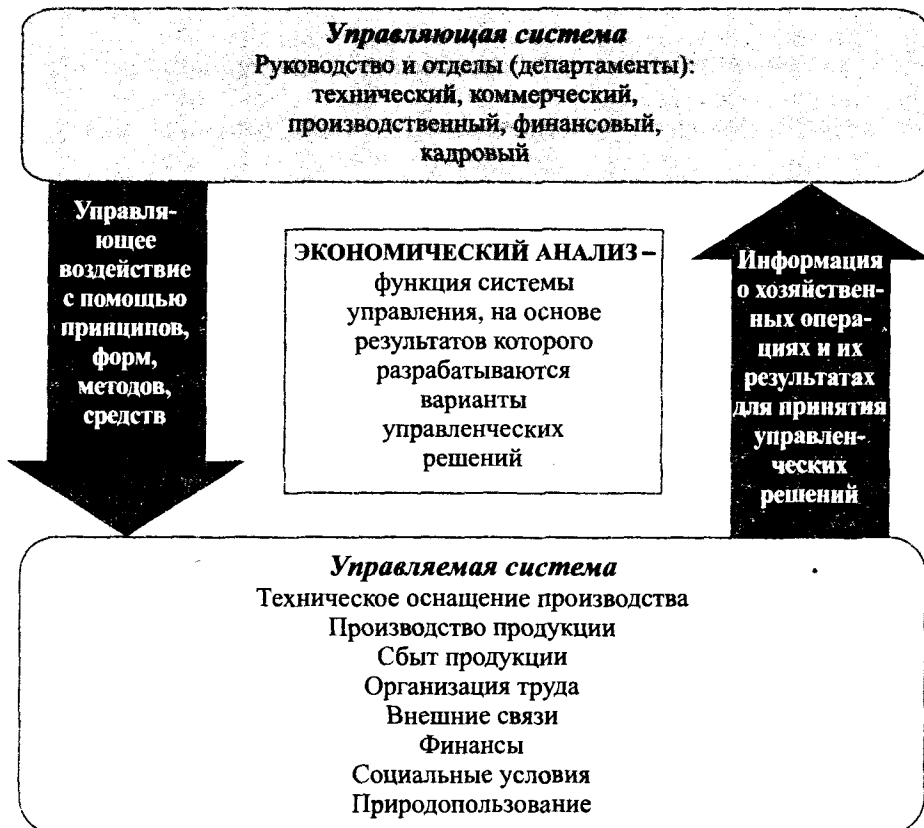 Управляющая система
Руководство и отделы (департаменты):
технический, коммерческий,
производственный, финансовый,
кадровый
Управля-
ющее
воздействие
с помощью
принципов,
форм,
методов,
средств
ЭКОНОМИЧЕСКИЙ АНАЛИЗ –
функция системы
управления, на основе
результатов которого
разрабатываются
варианты
управленческих
решений
Информация
о хозяйствен-
ных опера-
циях и их
результатах
для принятия
управлен-
ческих
решений
Управляемая система
Техническое оснащение производства
Производство продукции
Сбыт продукции
Организация труда
Внешние связи
Финансы
Социальные условия
Природопользование